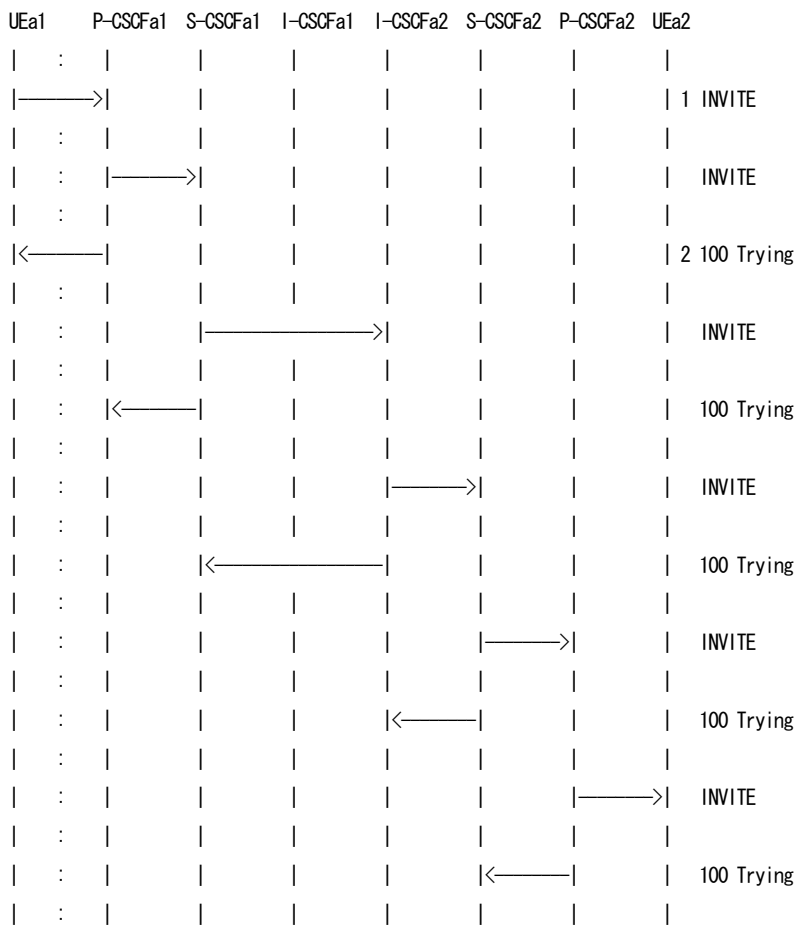 UEa1 P-CSCFa1 S-CSCFa1 I-CSCFa1 I-CSCFa2 S-CSCFa2 P-CSCFa2 UEa2
1 INVITE
INVITE
2 100 Trying
INVITE
100 Trying
INVITE
100 Trying
INVITE
100 Trying
INVITE
100 Trying